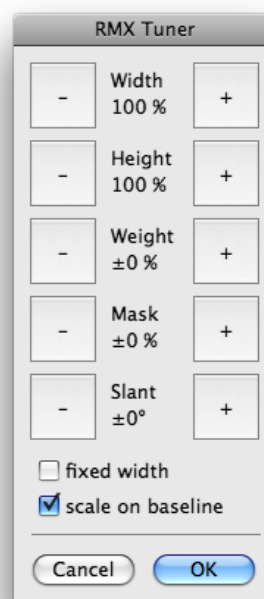 RMX Tuner
- Width +
100 %
- Height +
100 %
- Weight +
±0 %
- Mask +
±0 %
- Slant +
±0°
fixed width
scale on baseline
Cancel OK